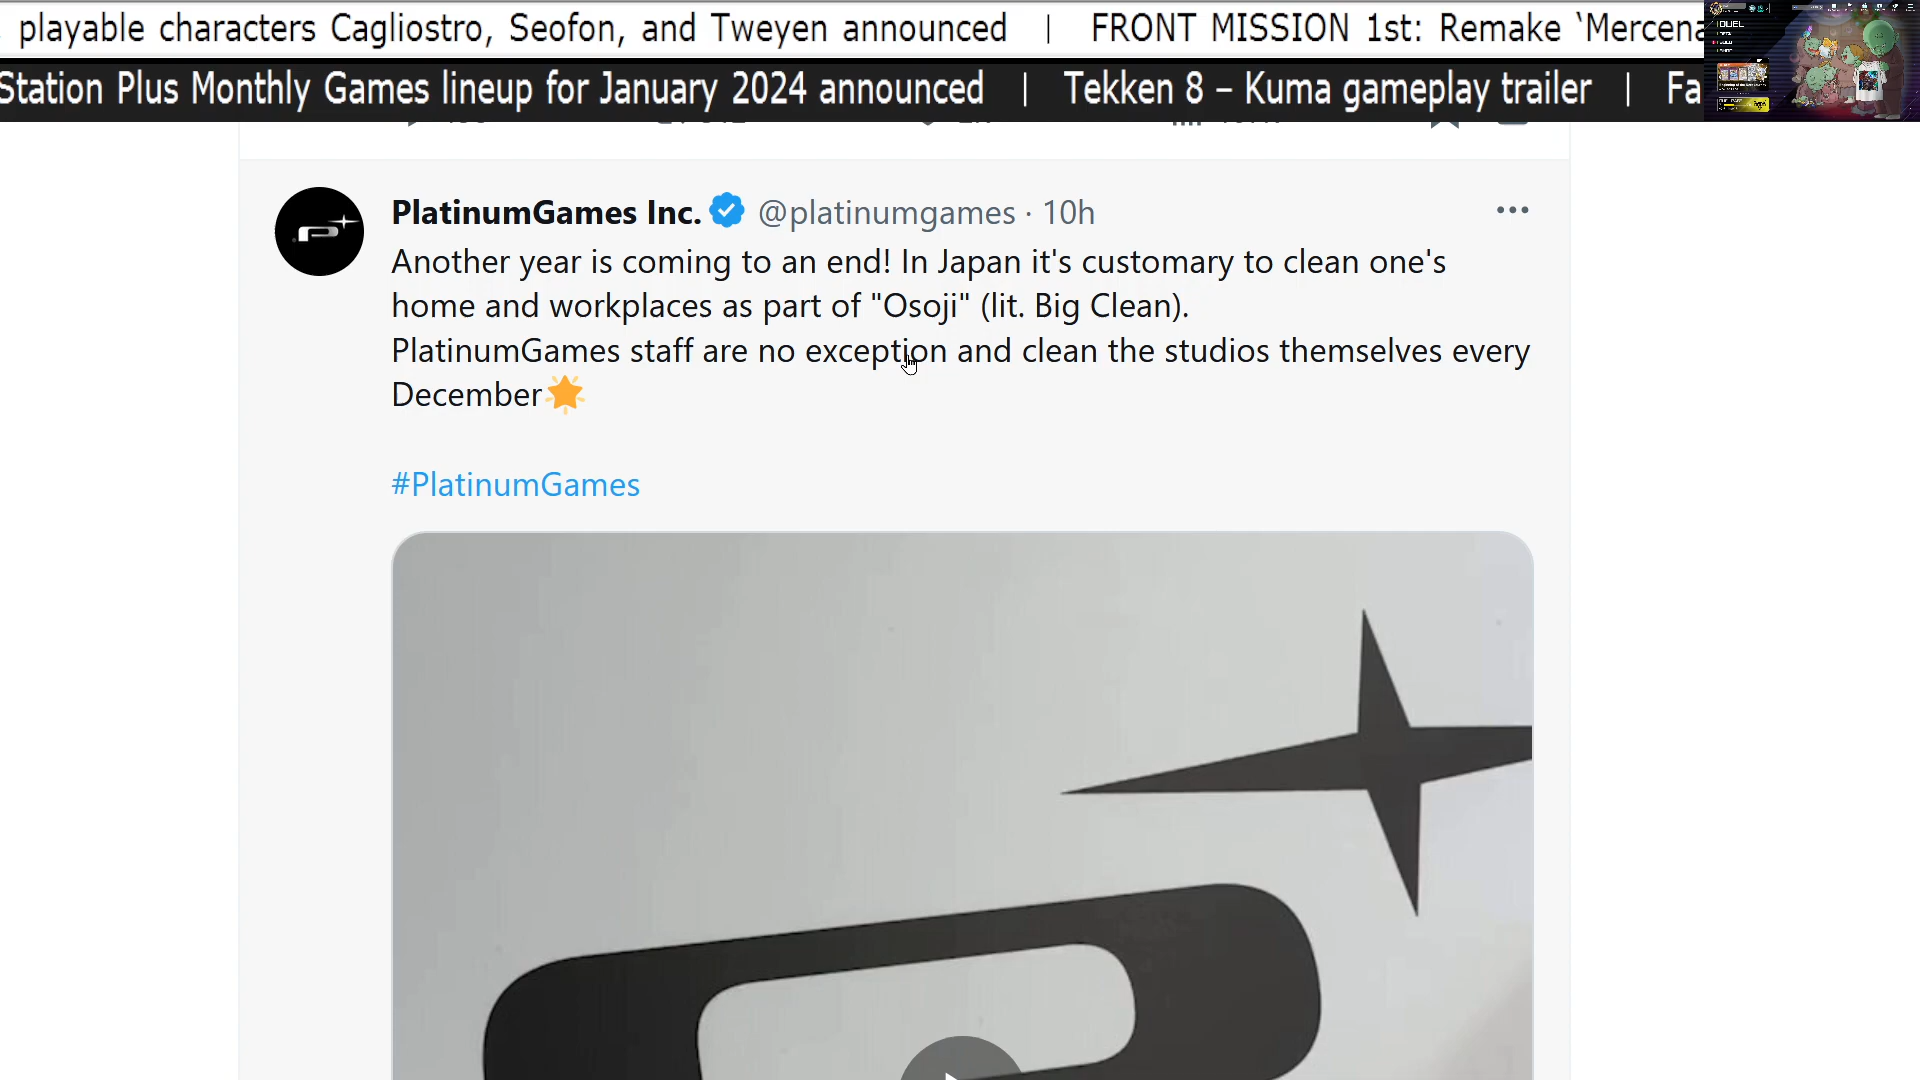 playable characters Cagliostro, Seofon, and Tweyen announced | FRONT MISSION 1st: Remake ‘Mercena
Station Plus Monthly Games lineup for January 2024 announced | Tekken 8 – Kuma gameplay trailer | Fa
DUEL
PlatinumGames Inc. @platinumgames · 10h
Another year is coming to an end! In Japan it's customary to clean one's
home and workplaces as part of "Osoji" (lit. Big Clean).
PlatinumGames staff are no exception and clean the studios themselves every
December🌟
#PlatinumGames